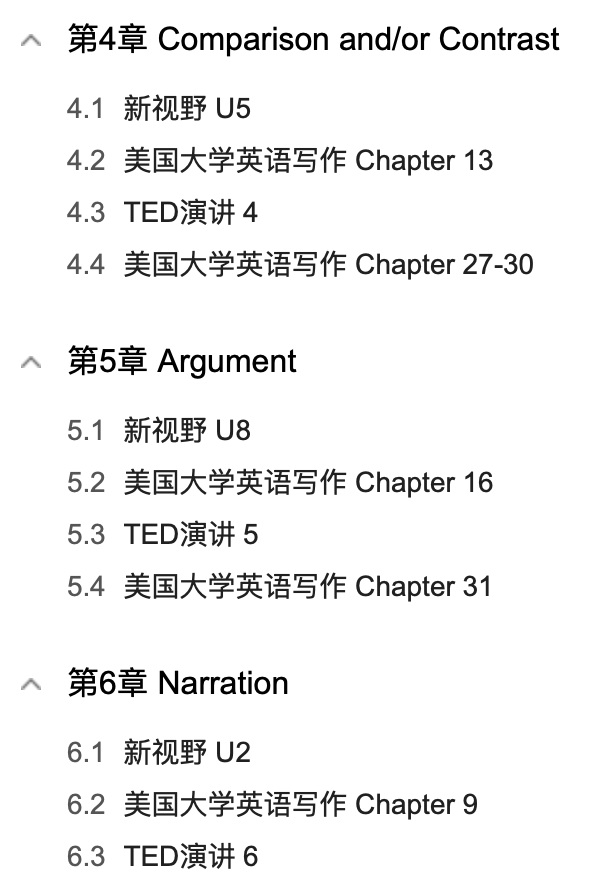 第4章 Comparison and/or Contrast
4.1 新视野 U5
4.2 美国大学英语写作 Chapter 13
4.3 TED演讲 4
4.4 美国大学英语写作 Chapter 27-30
第5章 Argument
5.1 新视野 U8
5.2 美国大学英语写作 Chapter 16
5.3 TED演讲 5
5.4 美国大学英语写作 Chapter 31
第6章 Narration
6.1 新视野 U2
6.2 美国大学英语写作 Chapter 9
6.3 TED演讲 6